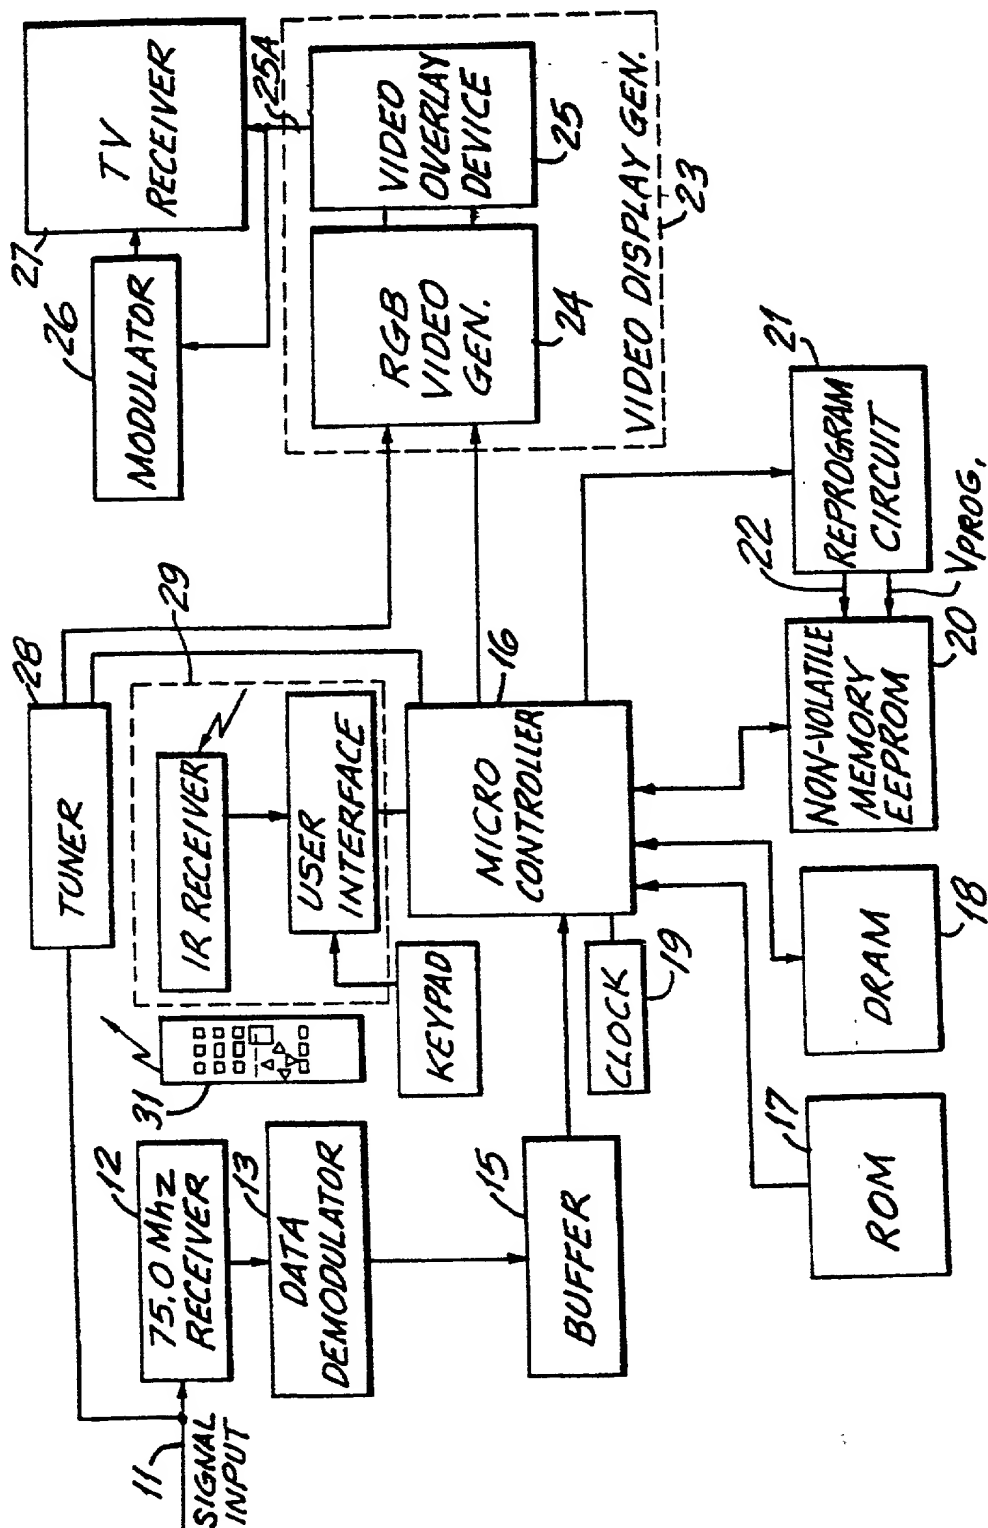 11
SIGNAL
INPUT
12
75.0 Mhz
RECEIVER
13
DATA
DEMODULATOR
15
BUFFER
31
28
TUNER
29
IR RECEIVER
USER
INTERFACE
KEYPAD
16
MICRO
CONTROLLER
CLOCK
19
17
ROM
DRAM
18
NON-VOLATILE
MEMORY
EEPROM
20
22
VPROG.
21
REPROGRAM
CIRCUIT
26
MODULATOR
27
TV
RECEIVER
25A
RGB
VIDEO
GEN.
24
VIDEO
OVERLAY
DEVICE
25
VIDEO DISPLAY GEN.
23